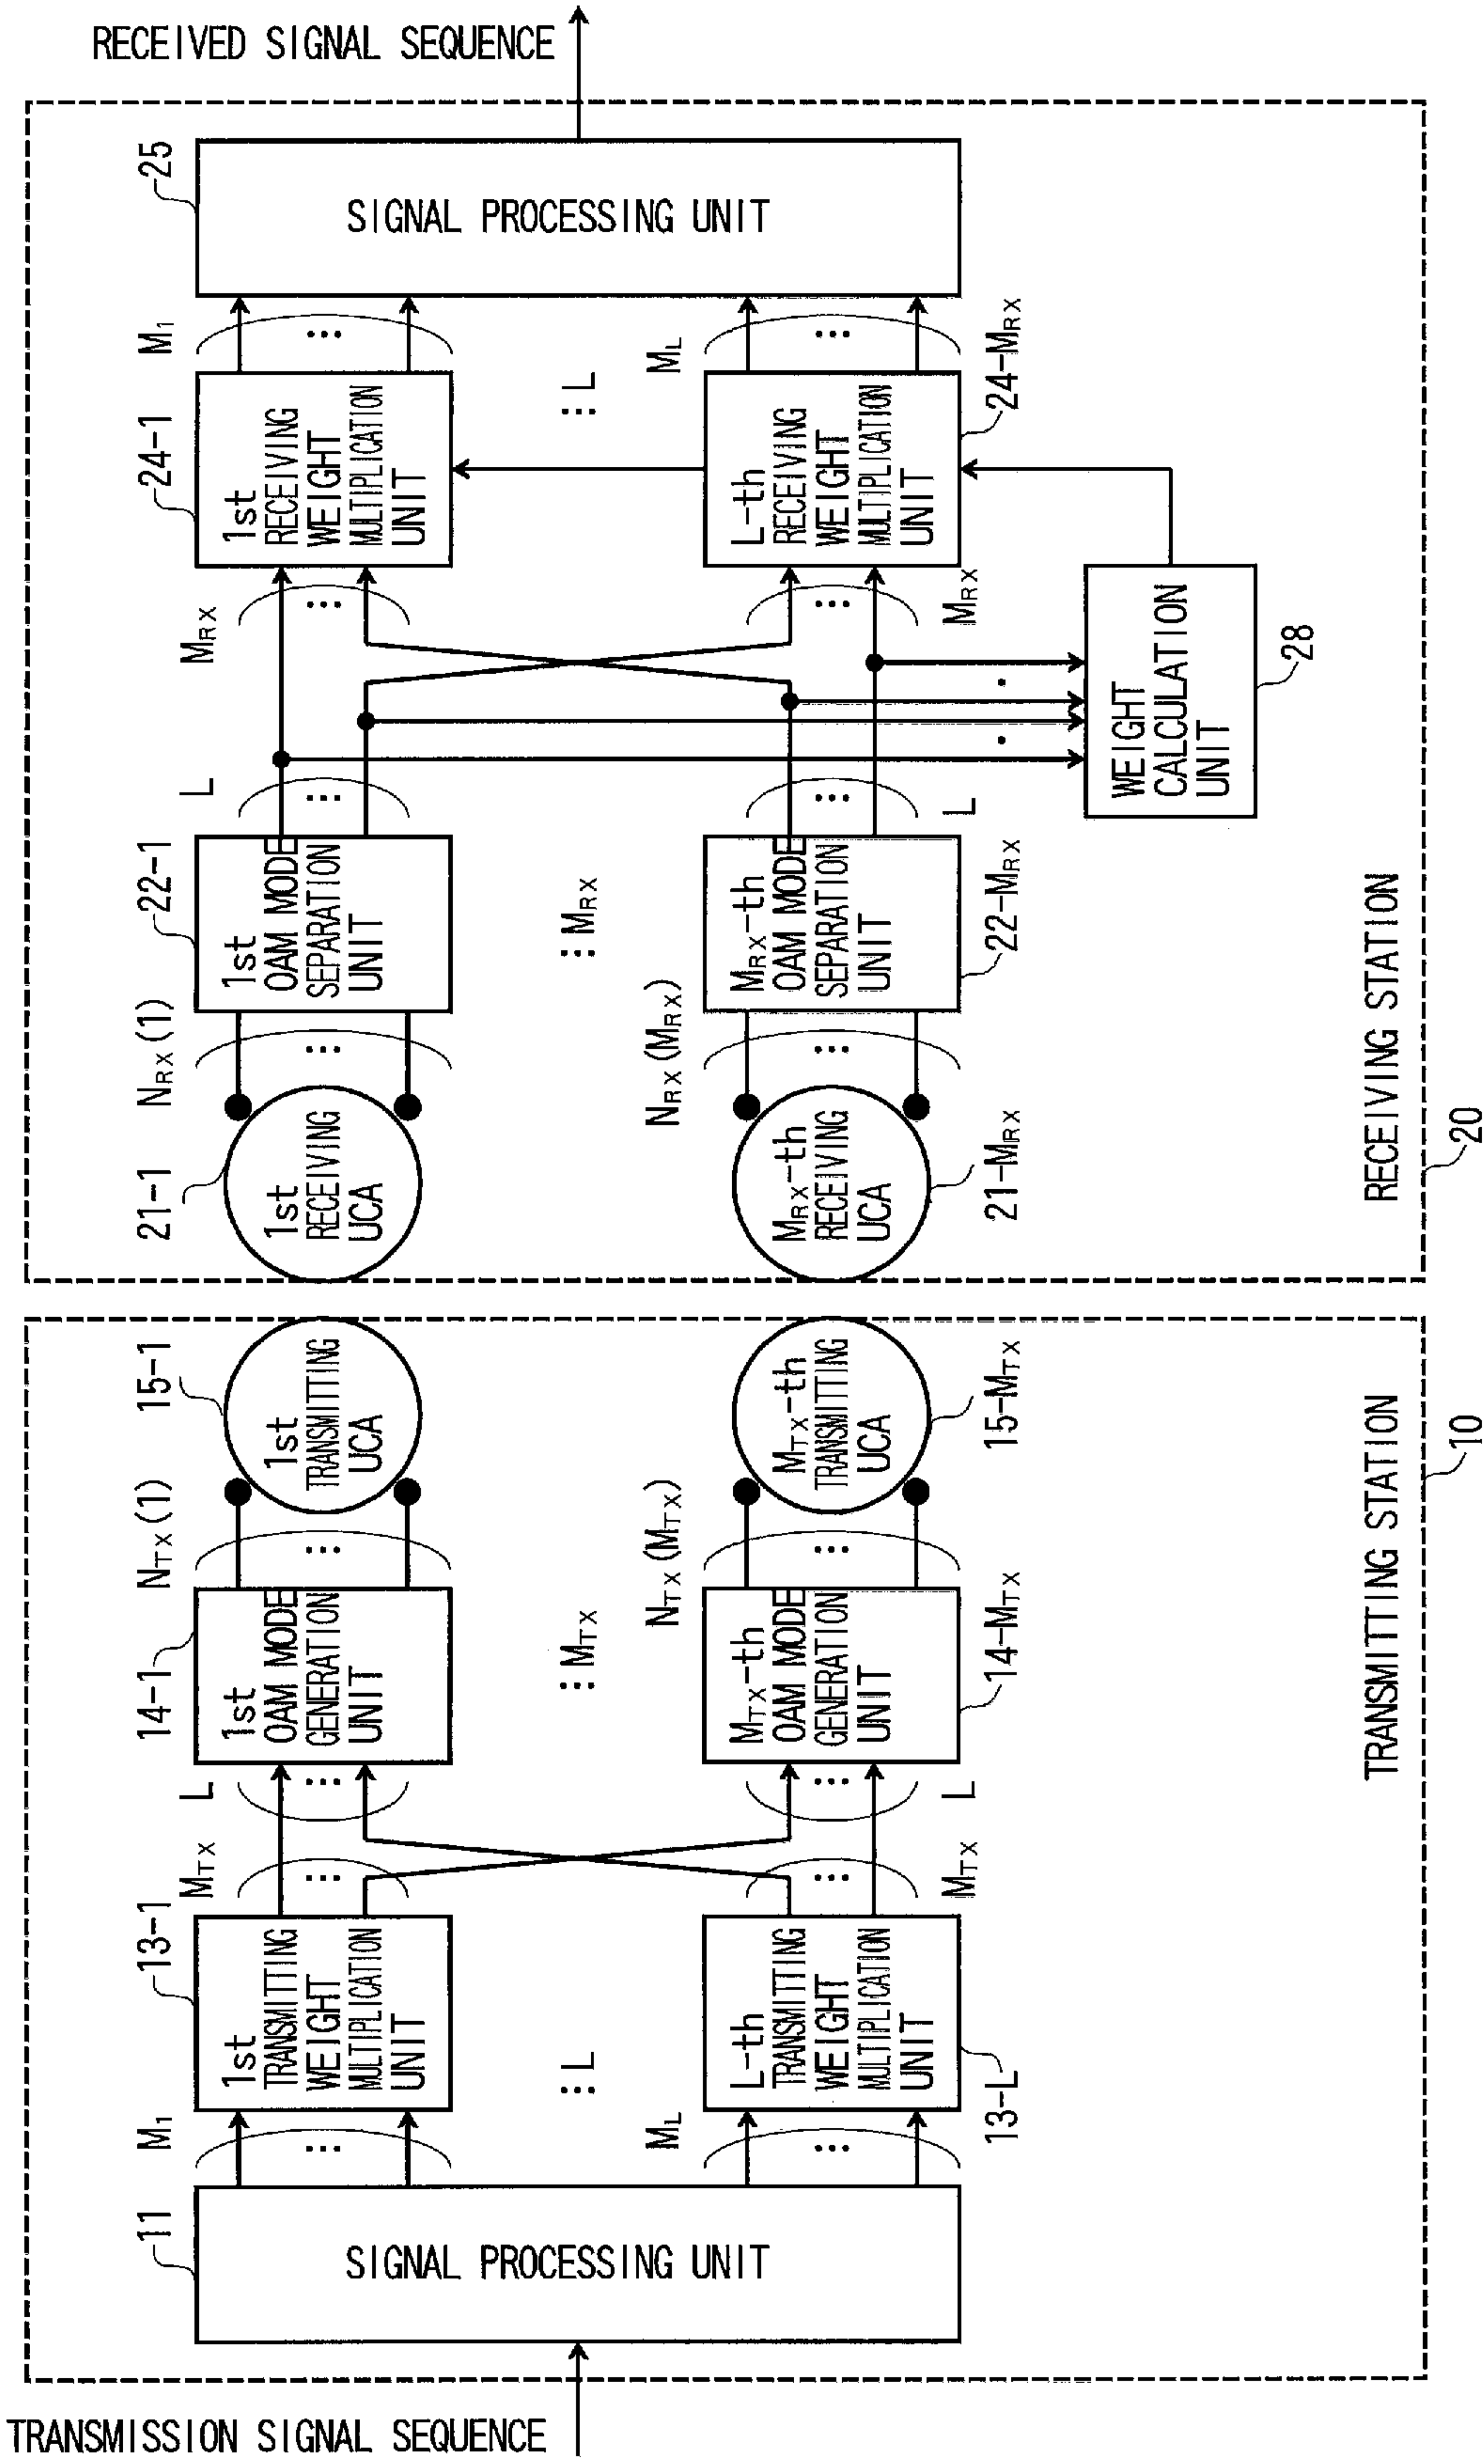 TRANSMISSION SIGNAL SEQUENCE
11
SIGNAL PROCESSING UNIT
M1
⋮
ML
⋮
13-1
1st
TRANSMITTING
WEIGHT
MULTIPLICATION
UNIT
⋮L
L-th
TRANSMITTING
WEIGHT
MULTIPLICATION
UNIT
13-L
MTX
⋮
L
⋮
⋮
MTX
⋮
L
14-1
1st
OAM MODE
GENERATION
UNIT
⋮MTX
MTX-th
OAM MODE
GENERATION
UNIT
14-MTX
NTX(1)
⋮
NTX(MTX)
⋮
15-1
1st
TRANSMITTING
UCA
MTX-th
TRANSMITTING
UCA
15-MTX
TRANSMITTING STATION
10
21-1
1st
RECEIVING
UCA
MRX-th
RECEIVING
UCA
21-MRX
NRX(1)
⋮
NRX(MRX)
⋮
22-1
1st
OAM MODE
SEPARATION
UNIT
⋮MRX
MRX-th
OAM MODE
SEPARATION
UNIT
22-MRX
L
⋮
MRX
⋮
⋮
L
⋮
MRX
WEIGHT
CALCULATION
UNIT
28
24-1
1st
RECEIVING
WEIGHT
MULTIPLICATION
UNIT
⋮L
L-th
RECEIVING
WEIGHT
MULTIPLICATION
UNIT
24-MRX
M1
⋮
ML
⋮
25
SIGNAL PROCESSING UNIT
RECEIVED SIGNAL SEQUENCE
RECEIVING STATION
20